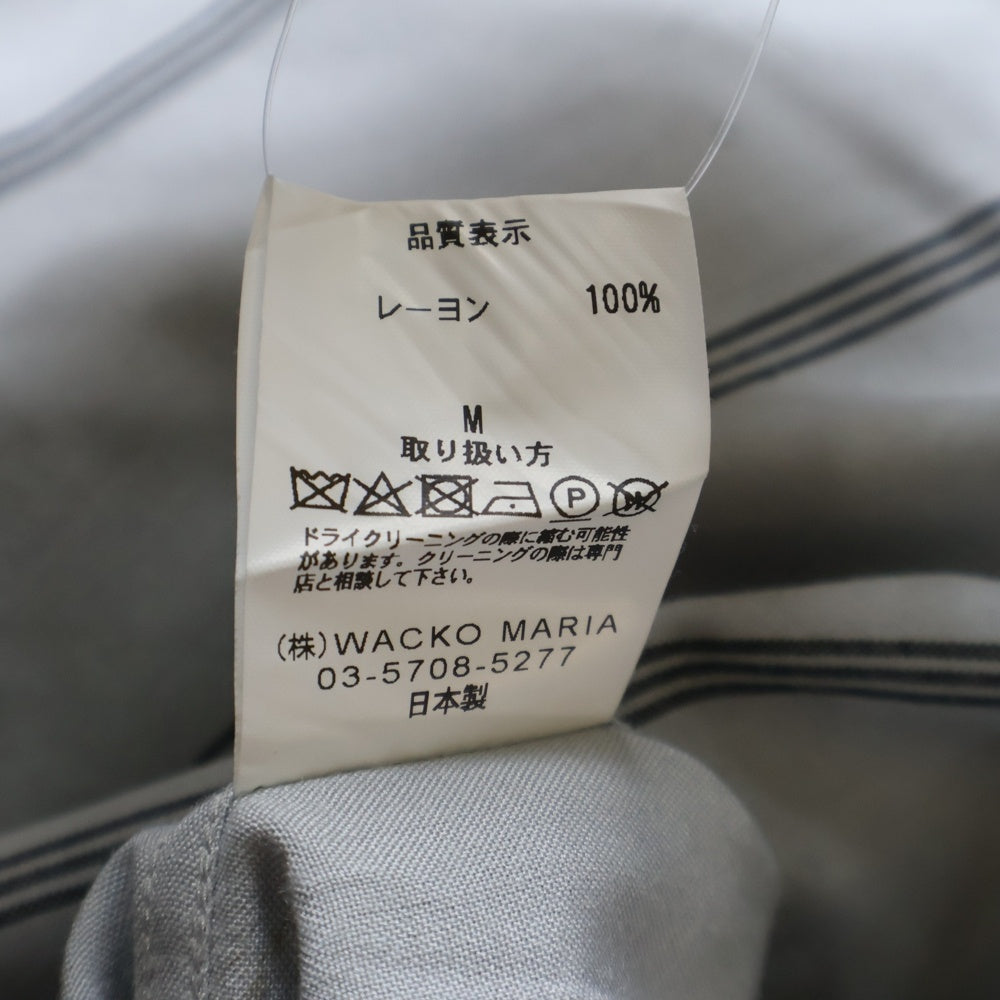 品質表示
レーヨン 100%
M
取り扱い方
P
W
ドライクリーニングの際に縮む可能性
があります。クリーニングの際は専門
店と相談して下さい。
(株)WACKO MARIA
03-5708-5277
日本製